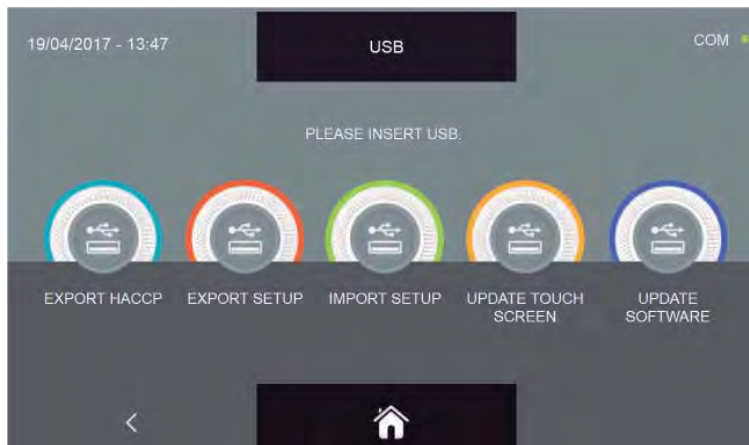 19/04/2017 - 13:47
USB
COM
PLEASE INSERT USB.
EXPORT HACCP
EXPORT SETUP
IMPORT SETUP
UPDATE TOUCH
SCREEN
UPDATE
SOFTWARE